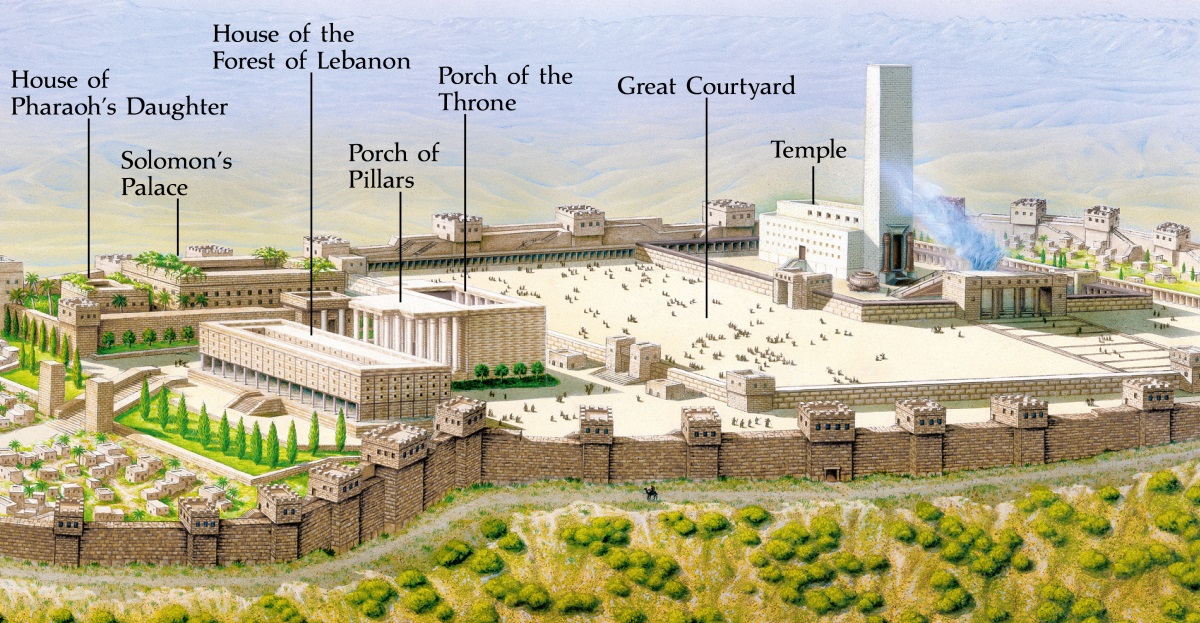 House of
Pharaoh's Daughter
Solomon's
Palace
House of the
Forest of Lebanon
Porch of
Pillars
Porch of the
Throne
Great Courtyard
Temple